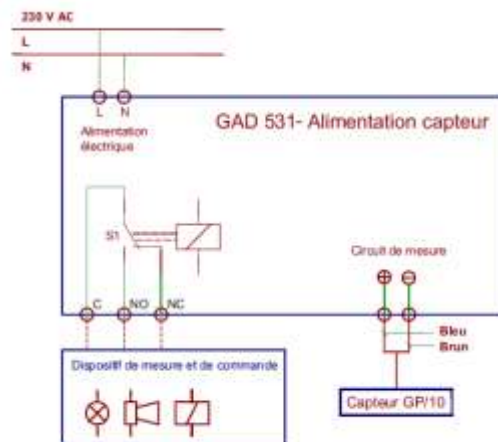 230 V AC
L
N
L N
GAD 531- Alimentation capteur
Alimentation
électrique
S1
Circuit de mesure
C NO NC
Bleu
Brun
Dispositif de mesure et de commande
Capteur GP/10